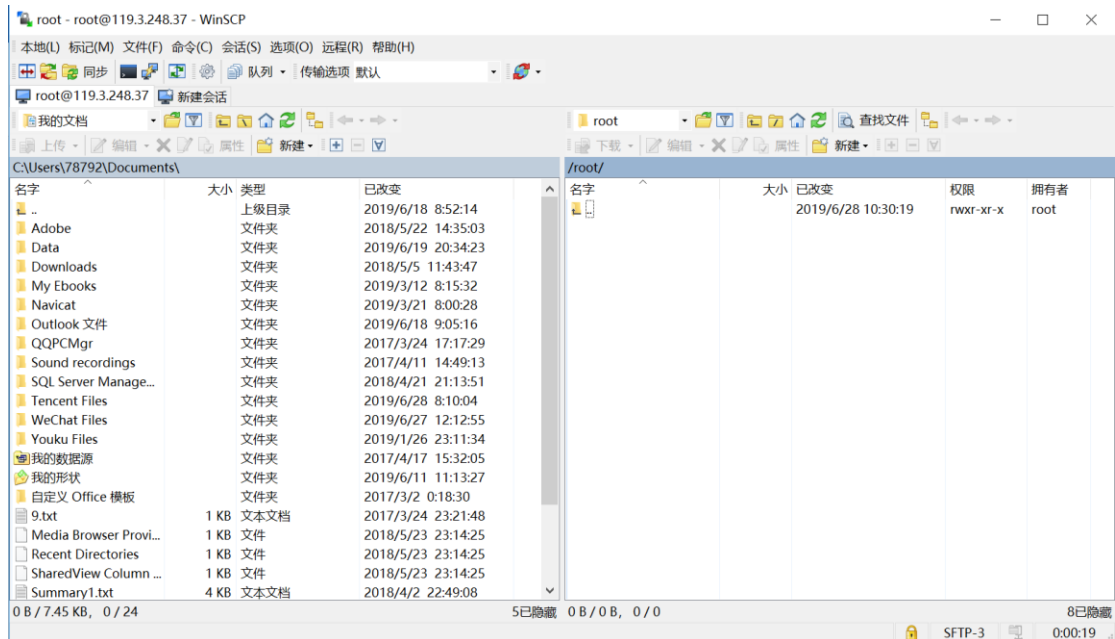 root - root@119.3.248.37 - WinSCP
本地(L) 标记(M) 文件(F) 命令(C) 会话(S) 选项(O) 远程(R) 帮助(H)
同步 队列 传输选项 默认
root@119.3.248.37 新建会话
我的文档 root 查找文件
上传 编辑 属性 新建 下载 编辑 属性 新建
C:\Users\78792\Documents\ /root/
名字 大小 类型 已改变 名字 大小 已改变 权限 拥有者
.. 上级目录 2019/6/18 8:52:14 .. 2019/6/28 10:30:19 rwxr-xr-x root
Adobe 文件夹 2018/5/22 14:35:03
Data 文件夹 2019/6/19 20:34:23
Downloads 文件夹 2018/5/5 11:43:47
My Ebooks 文件夹 2019/3/12 8:15:32
Navicat 文件夹 2019/3/21 8:00:28
Outlook 文件 文件夹 2019/6/18 9:05:16
QQPCMgr 文件夹 2017/3/24 17:17:29
Sound recordings 文件夹 2017/4/11 14:49:13
SQL Server Manage... 文件夹 2018/4/21 21:13:51
Tencent Files 文件夹 2019/6/28 8:10:04
WeChat Files 文件夹 2019/6/27 12:12:55
Youku Files 文件夹 2019/1/26 23:11:34
我的数据源 文件夹 2017/4/17 15:32:05
我的形状 文件夹 2019/6/11 11:13:27
自定义 Office 模板 文件夹 2017/3/2 0:18:30
9.txt 1 KB 文本文档 2017/3/24 23:21:48
Media Browser Provi... 1 KB 文件 2018/5/23 23:14:25
Recent Directories 1 KB 文件 2018/5/23 23:14:25
SharedView Column ... 1 KB 文件 2018/5/23 23:14:25
Summary1.txt 4 KB 文本文档 2018/4/2 22:49:08
0 B / 7.45 KB, 0 / 24 5已隐藏 0 B / 0 B, 0 / 0 8已隐藏
SFTP-3 0:00:19